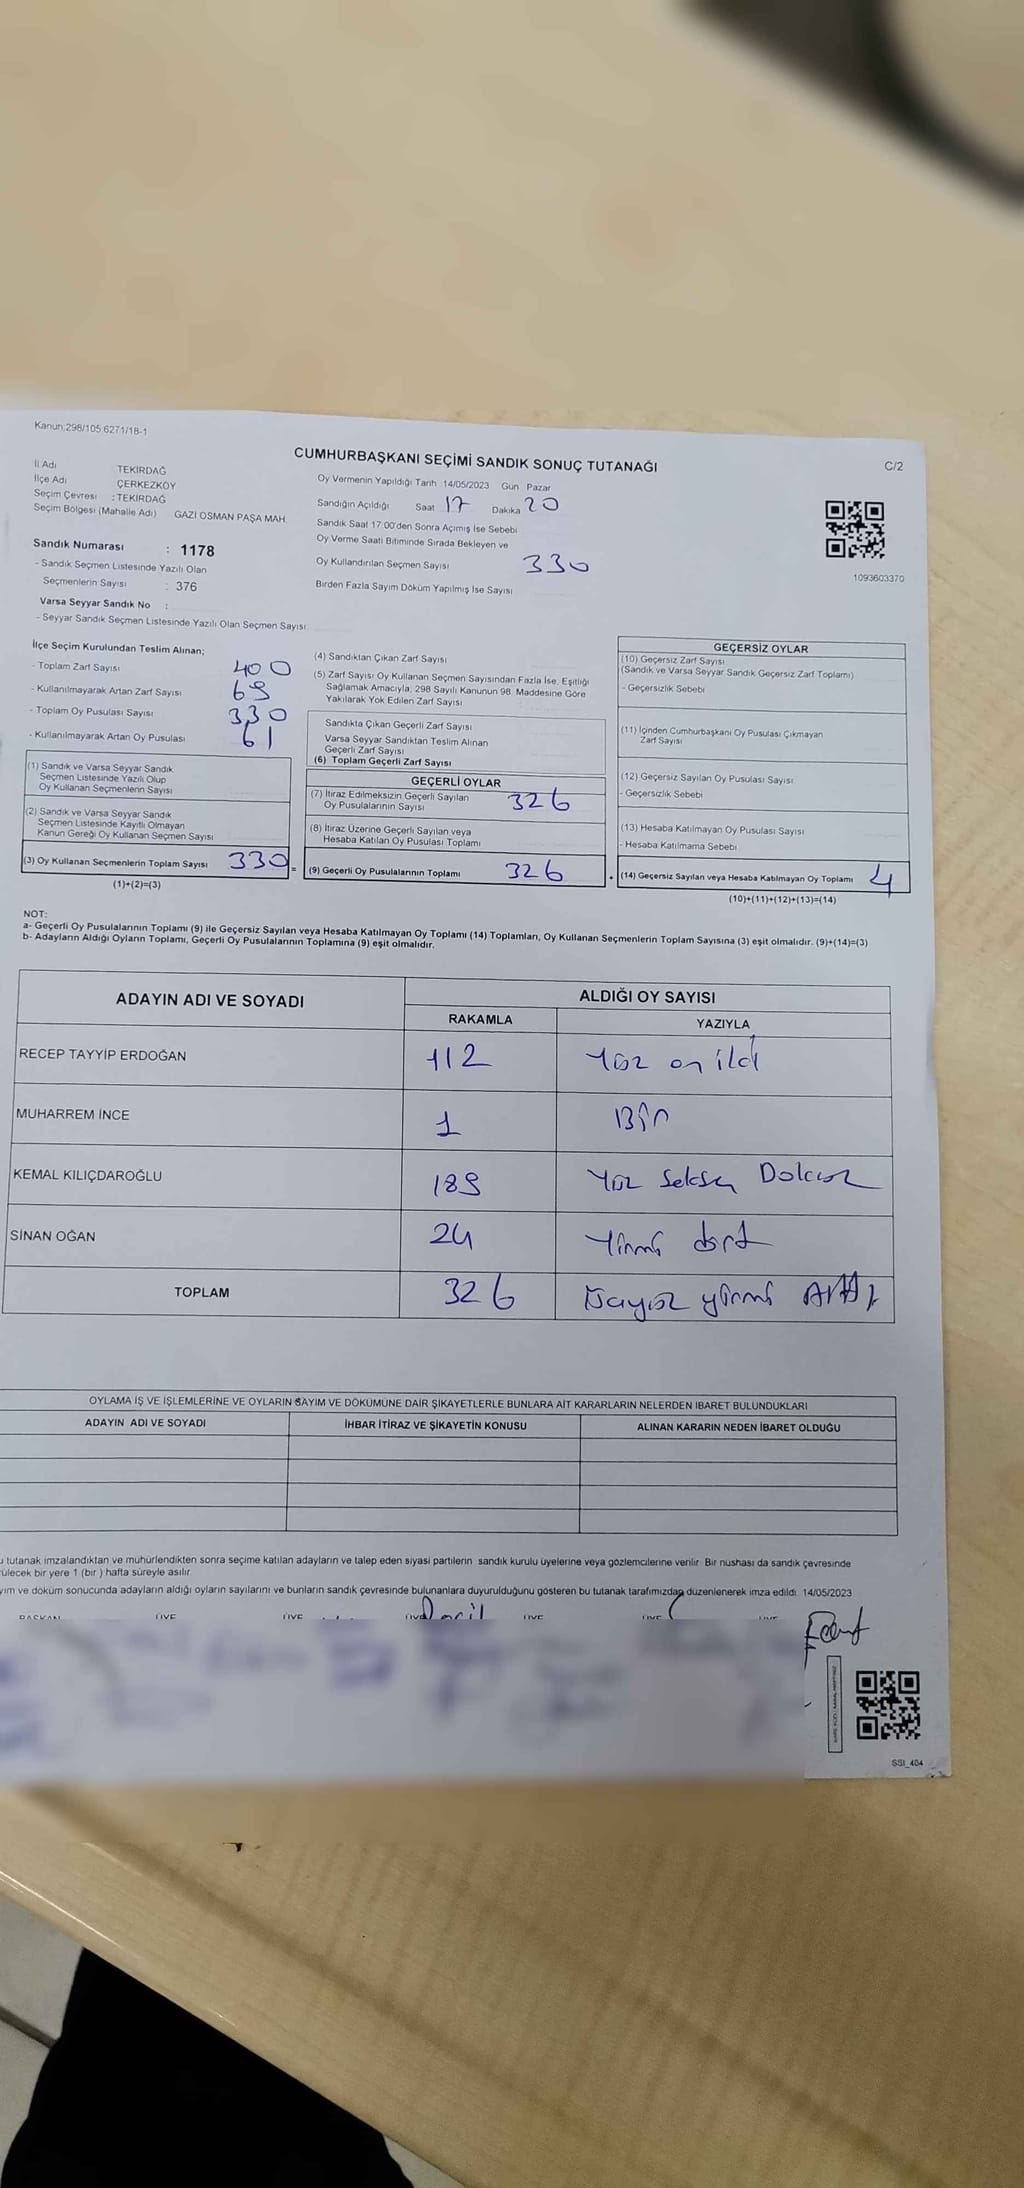 Kanun:298/105 6271/18-1
C/2
CUMHURBAŞKANI SEÇİMİ SANDIK SONUÇ TUTANAĞI
İl Adı TEKİRDAĞ
İlçe Adı ÇERKEZKÖY
Seçim Çevresi : TEKİRDAĞ
Seçim Bölgesi (Mahalle Adı) GAZİ OSMAN PAŞA MAH.
Sandık Numarası : 1178
- Sandık Seçmen Listesinde Yazılı Olan
Seçmenlerin Sayısı : 376
Varsa Seyyar Sandık No :
- Seyyar Sandık Seçmen Listesinde Yazılı Olan Seçmen Sayısı:
Oy Vermenin Yapıldığı Tarih 14/05/2023 Gün Pazar
Sandığın Açıldığı Saat 17 Dakika 20
Sandık Saat 17.00'den Sonra Açımış İse Sebebi
Oy Verme Saati Bitiminde Sırada Bekleyen ve
Oy Kullandırılan Seçmen Sayısı 330
Birden Fazla Sayım Döküm Yapılmış İse Sayısı
1093603370
İlçe Seçim Kurulundan Teslim Alınan;
- Toplam Zarf Sayısı 400
- Kullanılmayarak Artan Zarf Sayısı 69
- Toplam Oy Pusulası Sayısı 330
- Kullanılmayarak Artan Oy Pusulası 61
(1) Sandık ve Varsa Seyyar Sandık
Seçmen Listesinde Yazılı Olup
Oy Kullanan Seçmenlerin Sayısı
(2) Sandık ve Varsa Seyyar Sandık
Seçmen Listesinde Kayıtlı Olmayan
Kanun Gereği Oy Kullanan Seçmen Sayısı
(3) Oy Kullanan Seçmenlerin Toplam Sayısı 330 =
(1)+(2)=(3)
(4) Sandıktan Çıkan Zarf Sayısı
(5) Zarf Sayısı Oy Kullanan Seçmen Sayısından Fazla İse, Eşitliği
Sağlamak Amacıyla, 298 Sayılı Kanunun 98. Maddesine Göre
Yakılarak Yok Edilen Zarf Sayısı
Sandıkta Çıkan Geçerli Zarf Sayısı
Varsa Seyyar Sandıktan Teslim Alınan
Geçerli Zarf Sayısı
(6) Toplam Geçerli Zarf Sayısı
GEÇERLİ OYLAR
(7) İtiraz Edilmeksizin Geçerli Sayılan
Oy Pusulalarının Sayısı 326
(8) İtiraz Üzerine Geçerli Sayılan veya
Hesaba Katılan Oy Pusulası Toplamı
(9) Geçerli Oy Pusulalarının Toplamı 326 +
GEÇERSİZ OYLAR
(10) Geçersiz Zarf Sayısı
(Sandık ve Varsa Seyyar Sandık Geçersiz Zarf Toplamı)
- Geçersizlik Sebebi
(11) İçinden Cumhurbaşkanı Oy Pusulası Çıkmayan
Zarf Sayısı
(12) Geçersiz Sayılan Oy Pusulası Sayısı
- Geçersizlik Sebebi
(13) Hesaba Katılmayan Oy Pusulası Sayısı
- Hesaba Katılmama Sebebi
(14) Geçersiz Sayılan veya Hesaba Katılmayan Oy Toplamı 4
(10)+(11)+(12)+(13)=(14)
NOT:
a- Geçerli Oy Pusulalarının Toplamı (9) ile Geçersiz Sayılan veya Hesaba Katılmayan Oy Toplamı (14) Toplamları, Oy Kullanan Seçmenlerin Toplam Sayısına (3) eşit olmalıdır. (9)+(14)=(3)
b- Adayların Aldığı Oyların Toplamı, Geçerli Oy Pusulalarının Toplamına (9) eşit olmalıdır.
ADAYIN ADI VE SOYADI ALDIĞI OY SAYISI
RAKAMLA YAZIYLA
RECEP TAYYİP ERDOĞAN 112 Yüz on iki
MUHARREM İNCE 1 Bir
KEMAL KILIÇDAROĞLU 189 Yüz Seksen Dokuz
SİNAN OĞAN 24 Yirmi dört
TOPLAM 326 yirmi Altı
OYLAMA İŞ VE İŞLEMLERİNE VE OYLARIN SAYIM VE DÖKÜMÜNE DAİR ŞİKAYETLERLE BUNLARA AİT KARARLARIN NELERDEN İBARET BULUNDUKLARI
ADAYIN ADI VE SOYADI İHBAR İTİRAZ VE ŞİKAYETİN KONUSU ALINAN KARARIN NEDEN İBARET OLDUĞU
u tutanak imzalandıktan ve mühürlendikten sonra seçime katılan adayların ve talep eden siyasi partilerin sandık kurulu üyelerine veya gözlemcilerine verilir. Bir nüshası da sandık çevresinde
ülecek bir yere 1 (bir ) hafta süreyle asılır.
yım ve döküm sonucunda adayların aldığı oyların sayılarını ve bunların sandık çevresinde bulunanlara duyurulduğunu gösteren bu tutanak tarafımızdan düzenlenerek imza edildi. 14/05/2023
BAŞKAN ÜYE ÜYE ÜYE ÜYE ÜYE ÜYE
SSI_404